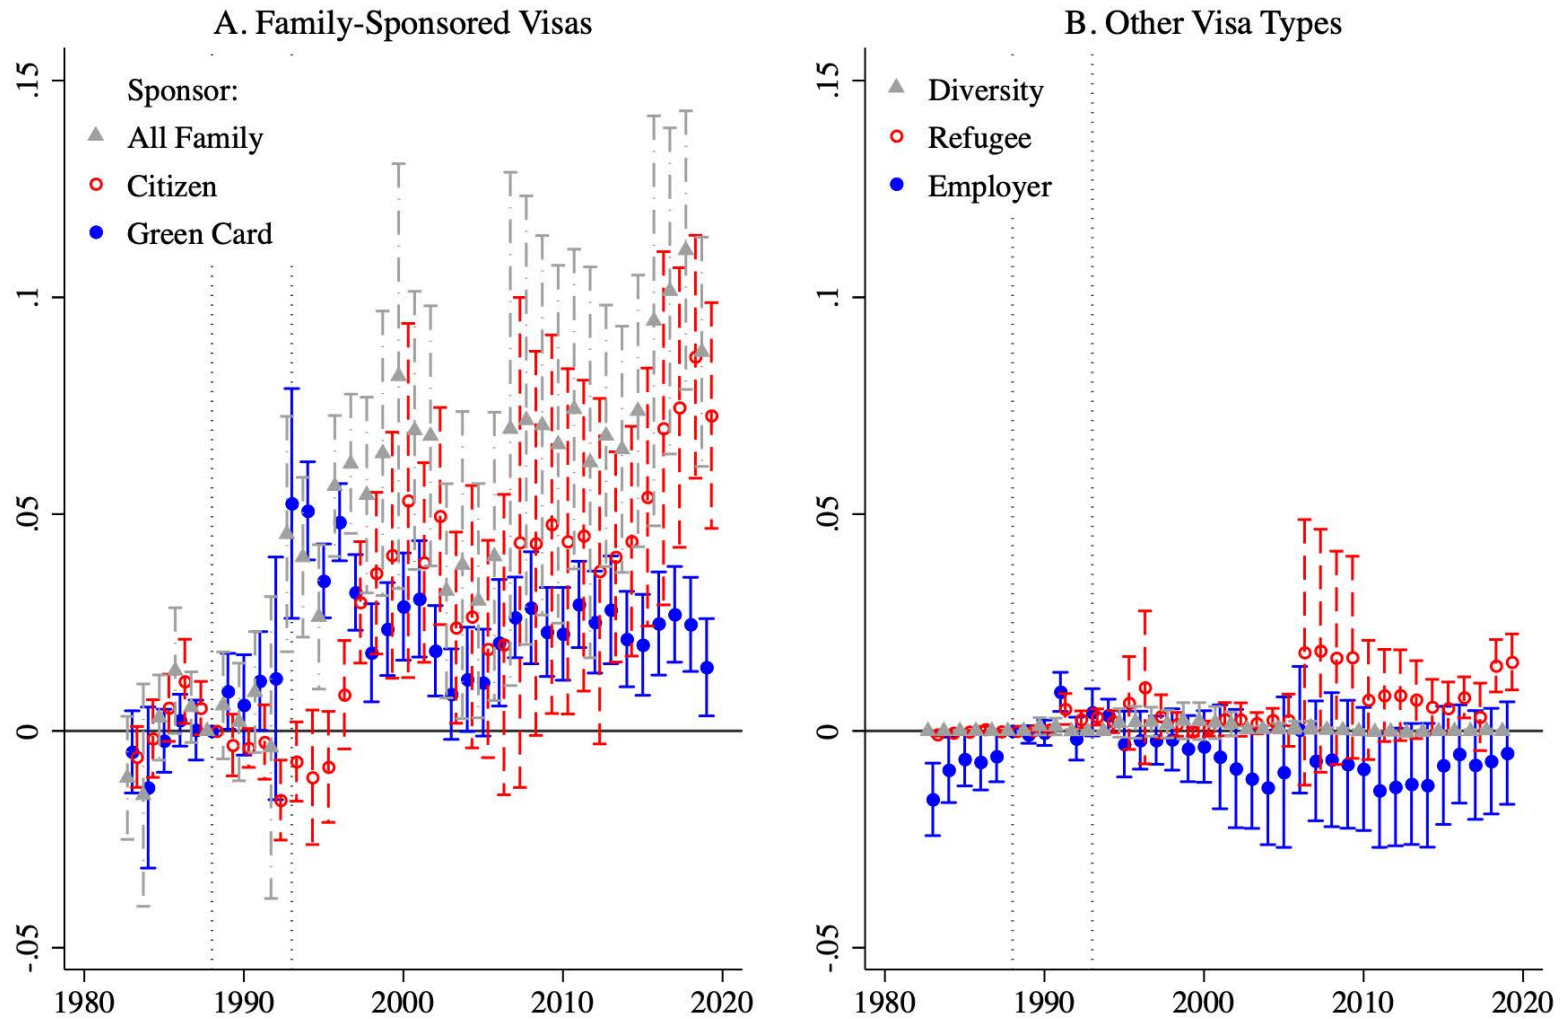 A. Family-Sponsored Visas
.15
.1
.05
0
-.05
Sponsor:
All Family
Citizen
Green Card
1980
1990
2000
2010
2020
B. Other Visa Types
.15
.1
.05
0
-.05
Diversity
Refugee
Employer
1980
1990
2000
2010
2020